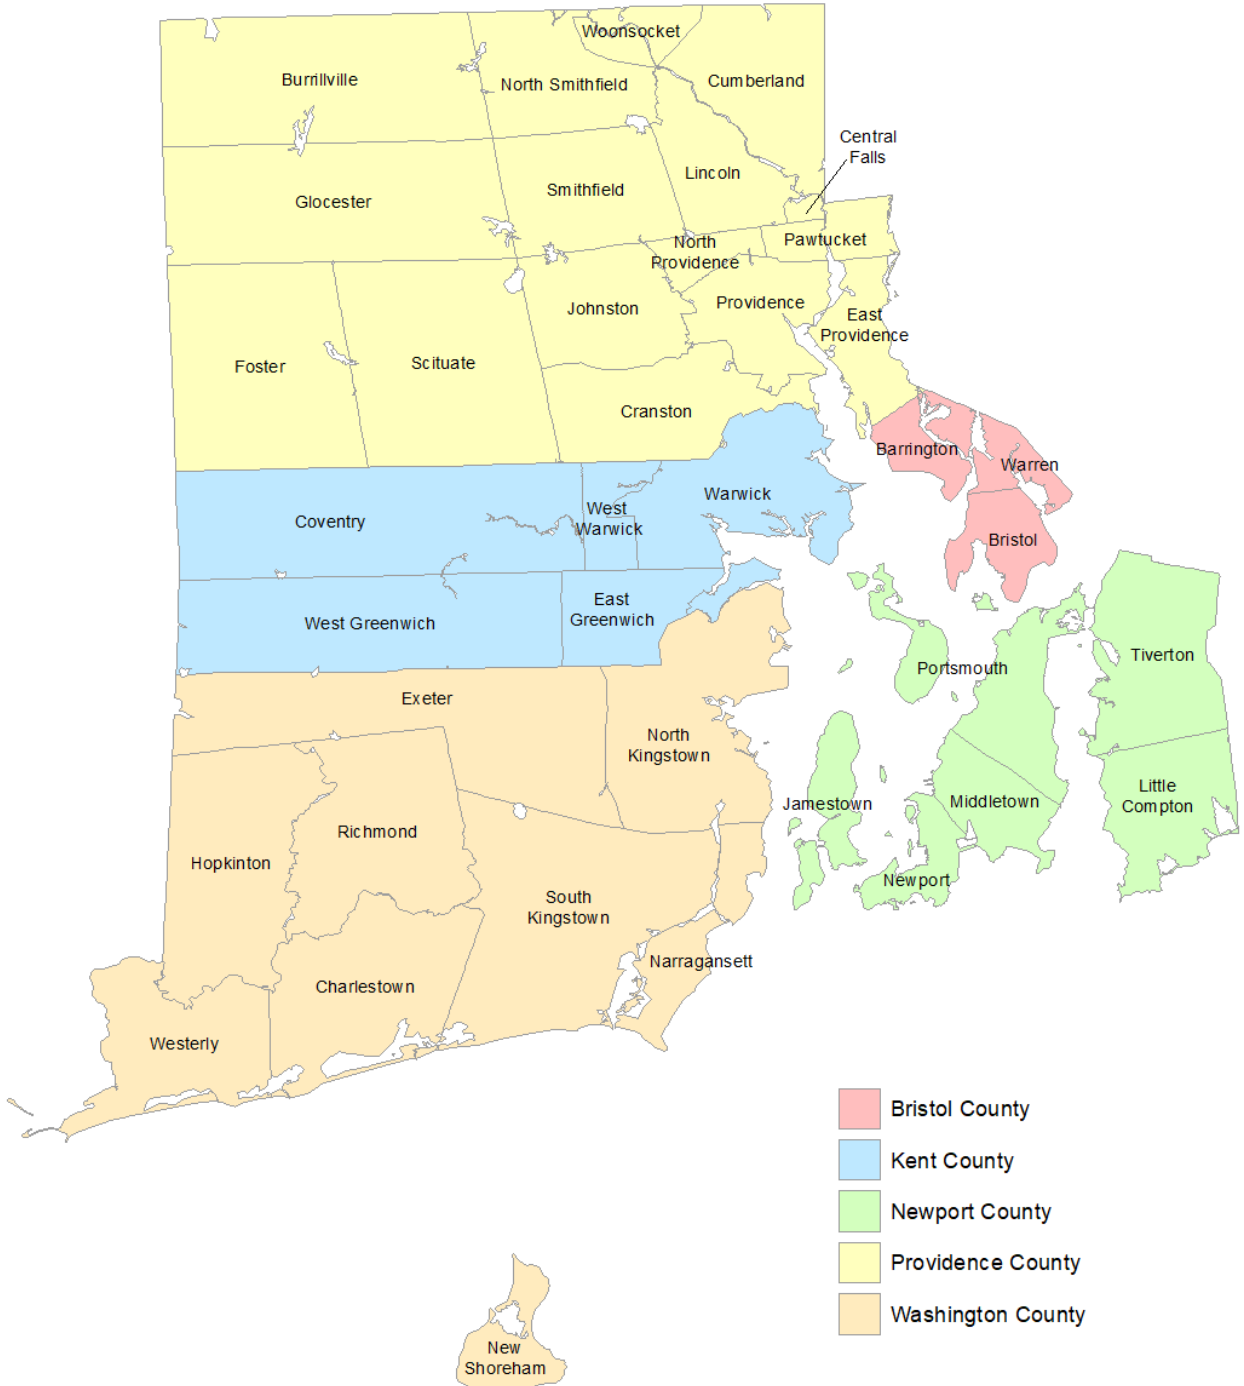 Woonsocket
Burrillville
North Smithfield
Cumberland
Central
Falls
Lincoln
Smithfield
Glocester
North
Providence
Pawtucket
Providence
Johnston
East
Providence
Foster
Scituate
Cranston
Barrington
Warren
Coventry
West
Warwick
Warwick
Bristol
West Greenwich
East
Greenwich
Portsmouth
Tiverton
Exeter
North
Kingstown
Jamestown
Middletown
Little
Compton
Richmond
Hopkinton
Newport
South
Kingstown
Narragansett
Charlestown
Westerly
Bristol County
Kent County
Newport County
Providence County
Washington County
New
Shoreham